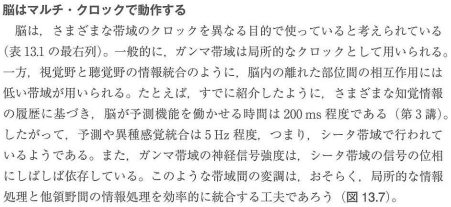 脳はマルチ・クロックで動作する
脳は，さまざまな帯域のクロックを異なる目的で使っていると考えられている
（表13.1 の最右列）。一般的に，ガンマ帯域は局所的なクロックとして用いられる。
一方，視覚野と聴覚野の情報統合のように，脳内の離れた部位間の相互作用には
低い帯域が用いられる。たとえば，すでに紹介したように，さまざまな知覚情報
の履歴に基づき，脳が予測機能を働かせる時間は 200 ms 程度である（第 3 講）。
したがって，予測や異種感覚統合は 5 Hz 程度，つまり，シータ帯域で行われて
いるようである。また，ガンマ帯域の神経信号強度は，シータ帯域の信号の位相
にしばしば依存している。このような帯域間の変調は，おそらく，局所的な情報
処理と他領野間の情報処理を効率的に統合する工夫であろう（図 13.7）。